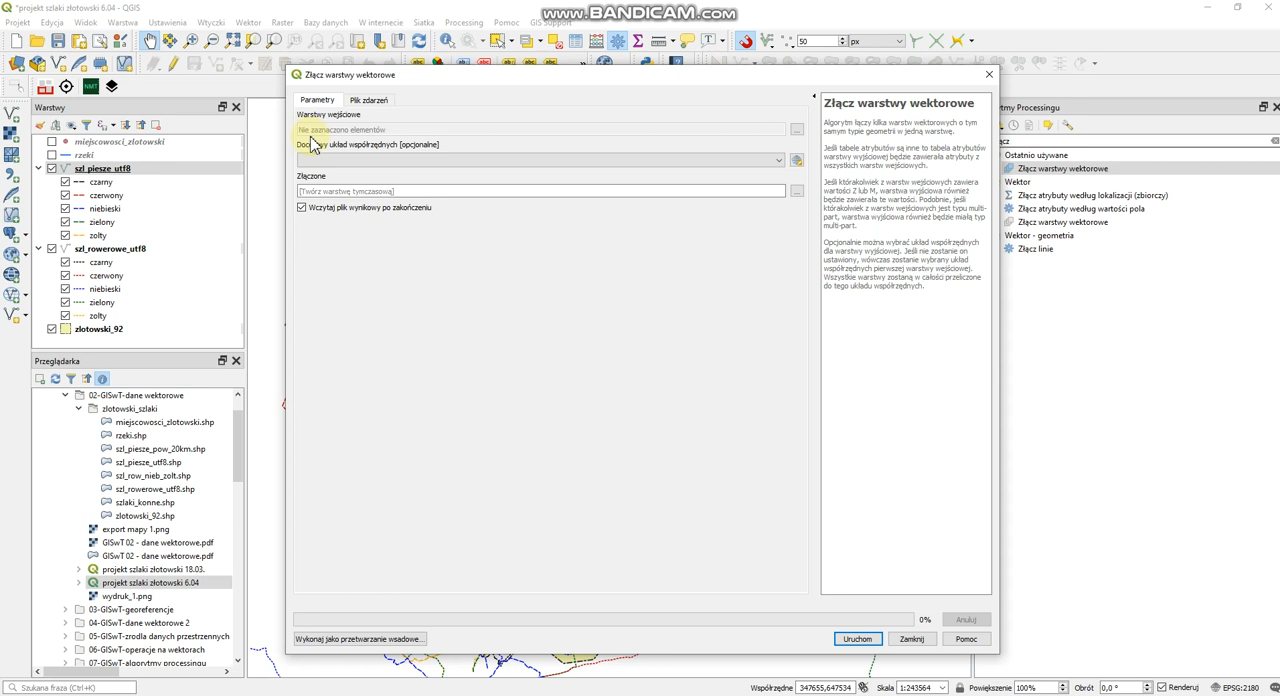 *projekt szlaki złotowski 6.04 - QGIS
www.BANDICAM.com
Projekt Edycja Widok Warstwa Ustawienia Wtyczki Wektor Raster Bazy danych W internecie Siatka Processing Pomoc GIS Support
50 px
NMT
Warstwy
miejscowosci_zlotowski
rzeki
szl_piesze_utf8
czarny
czerwony
niebieski
zielony
zolty
szl_rowerowe_utf8
czarny
czerwony
niebieski
zielony
zolty
zlotowski_92
Przeglądarka
02-GISwT-dane wektorowe
zlotowski_szlaki
miejscowosci_zlotowski.shp
rzeki.shp
szl_piesze_pow_20km.shp
szl_piesze_utf8.shp
szl_row_nieb_zolt.shp
szl_rowerowe_utf8.shp
szlaki_konne.shp
zlotowski_92.shp
export mapy 1.png
GISwT 02 - dane wektorowe.pdf
GISwT 02 - dane wektorowe.pdf
projekt szlaki złotowski 18.03.
projekt szlaki złotowski 6.04
wydruk_1.png
03-GISwT-georeferencje
04-GISwT-dane wektorowe 2
05-GISwT-zrodla danych przestrzennych
06-GISwT-operacje na wektorach
07-GISwT-algorytmy processingu
Złącz warstwy wektorowe
Parametry Plik zdarzeń
Warstwy wejściowe
Nie zaznaczono elementów
układ współrzędnych [opcjonalne]
Złączone
[Twórz warstwę tymczasową]
Wczytaj plik wynikowy po zakończeniu
0% Anuluj
Wykonaj jako przetwarzanie wsadowe... Uruchom Zamknij Pomoc
Złącz warstwy wektorowe
Algorytm łączy kilka warstw wektorowych o tym
samym typie geometrii w jedną warstwę.
Jeśli tabele atrybutów są inne to tabela atrybutów
warstwy wyjściowej będzie zawierała atrybuty z
wszystkich warstw wejściowych.
Jeśli którakolwiek z warstw wejściowych zawiera
wartości Z lub M, warstwa wyjściowa również
będzie zawierała te wartości. Podobnie, jeśli
którakolwiek z warstw wejściowych jest typu multi-
part, warstwa wyjściowa również będzie miała typ
multi-part.
Opcjonalnie można wybrać układ współrzędnych
dla warstwy wyjściowej. Jeśli nie zostanie on
ustawiony, wówczas zostanie wybrany układ
współrzędnych pierwszej warstwy wejściowej.
Wszystkie warstwy zostaną w całości przeliczone
do tego układu współrzędnych.
tmy Processingu
Ostatnio używane
Złącz warstwy wektorowe
Wektor
Złącz atrybuty według lokalizacji (zbiorczy)
Złącz atrybuty według wartości pola
Złącz warstwy wektorowe
Wektor - geometria
Złącz linie
Szukana fraza (Ctrl+K) Współrzędne 347655,647534 Skala 1:243564 Powiększenie 100% Obrót 0,0 ° Renderuj EPSG:2180